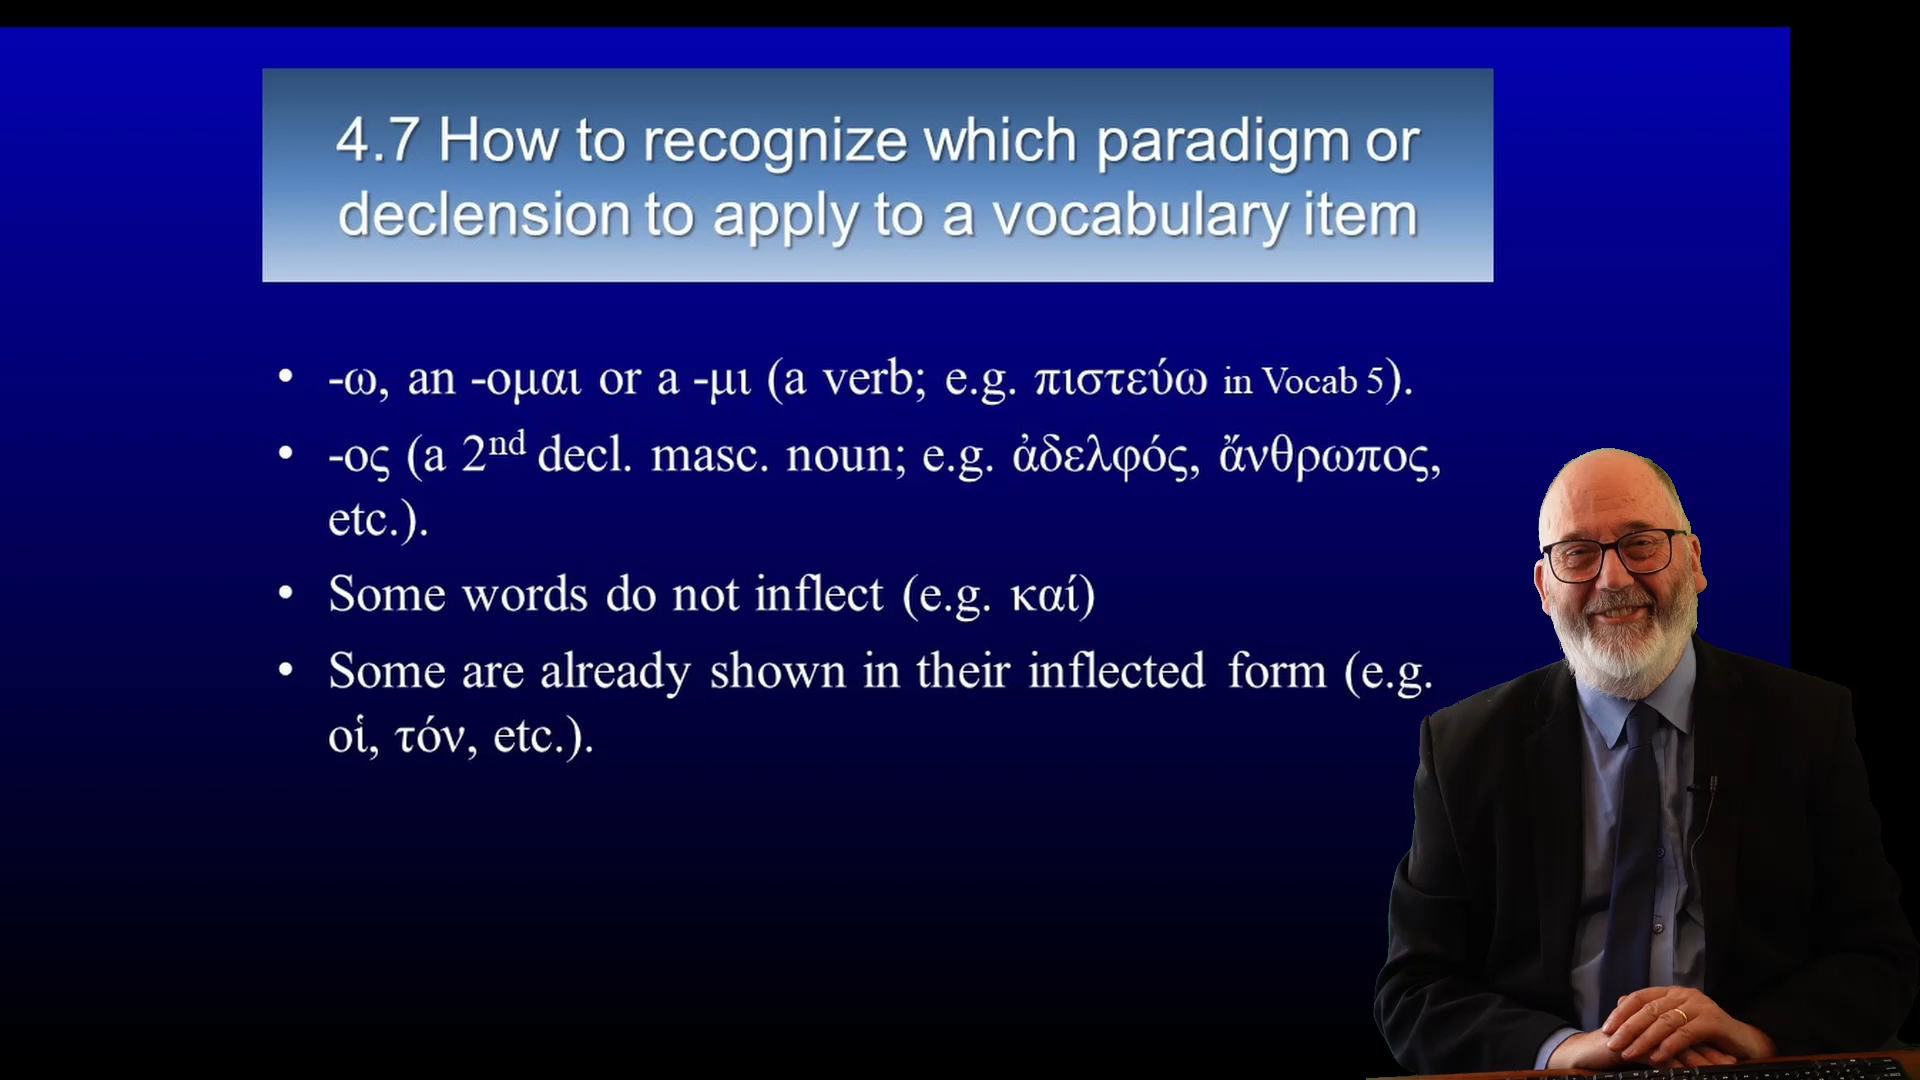 4.7 How to recognize which paradigm or
declension to apply to a vocabulary item
• -ω, an -ομαι or a -μι (a verb; e.g. πιστεύω in Vocab 5).
• -ος (a 2nd decl. masc. noun; e.g. ἀδελφός, ἄνθρωπος,
etc.).
• Some words do not inflect (e.g. καί)
• Some are already shown in their inflected form (e.g.
οἱ, τόν, etc.).